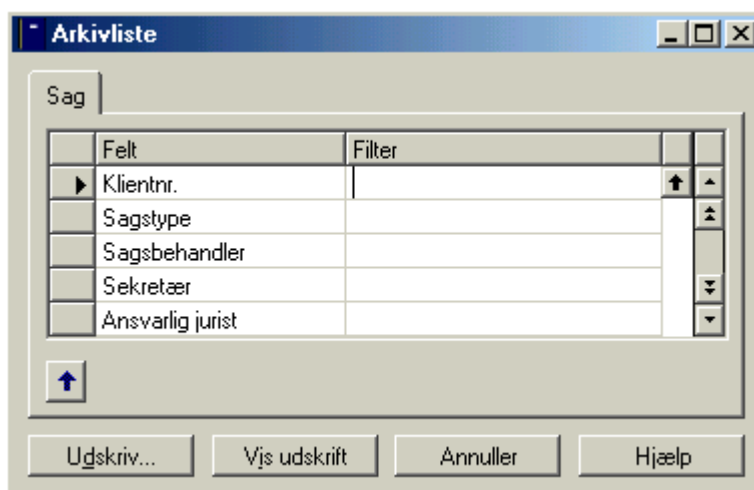 Arkivliste
Sag
Felt Filter
Klientnr.
Sagstype
Sagsbehandler
Sekretær
Ansvarlig jurist
Udskriv... Vis udskrift Annuller Hjælp